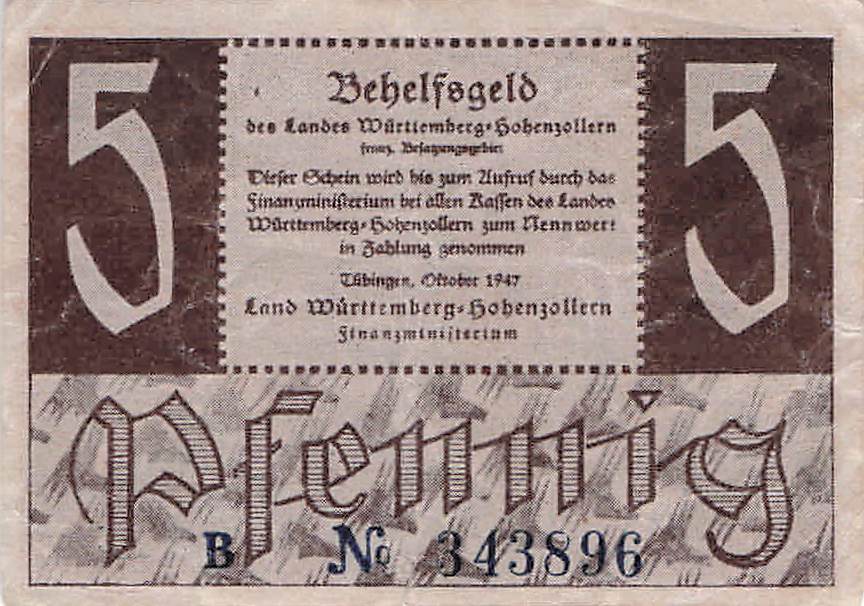 5
5
Behelfsgeld
des Landes Württemberg-Hohenzollern
franz. Besatzungsgebiet
Dieser Schein wird bis zum Aufruf durch das
Finanzministerium bei allen Kassen des Landes
Württemberg-Hohenzollern zum Nennwert
in Zahlung genommen
Tübingen, Oktober 1947
Land Württemberg-Hohenzollern
Finanzministerium
Pfennig
B № 343896